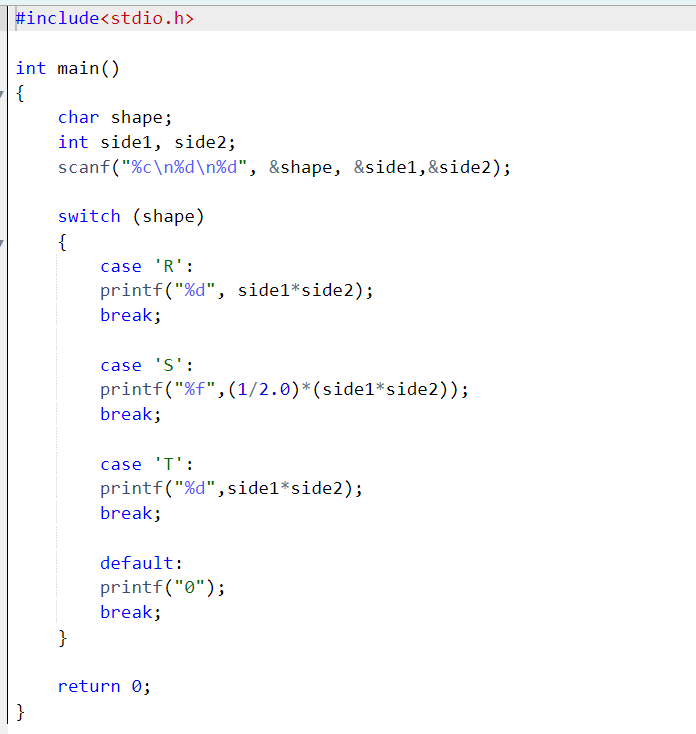 #include<stdio.h>
int main()
{
char shape;
int side1, side2;
scanf("%c\n%d\n%d", &shape, &side1,&side2);
switch (shape)
{
case 'R':
printf("%d", side1*side2);
break;
case 'S':
printf("%f",(1/2.0)*(side1*side2));
break;
case 'T':
printf("%d",side1*side2);
break;
default:
printf("0");
break;
}
return 0;
}